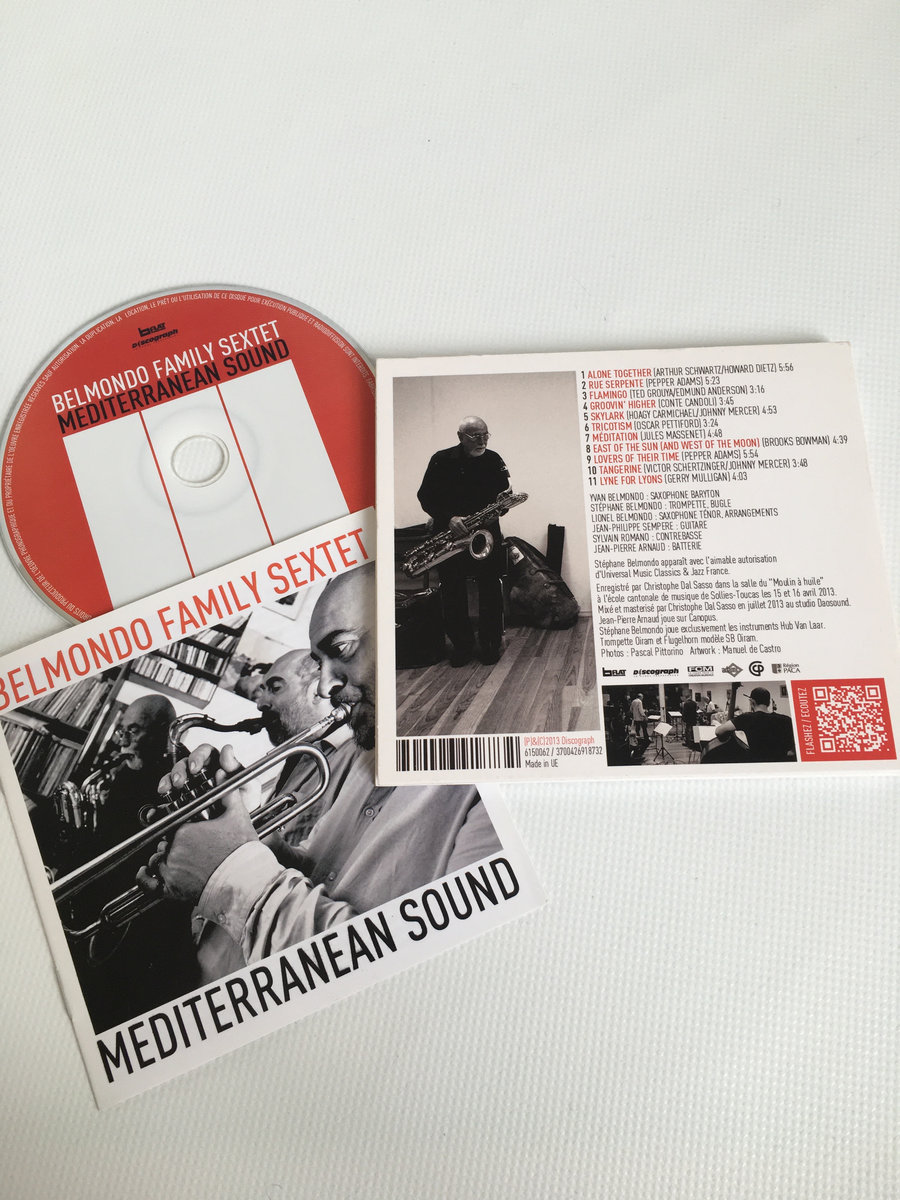 BFLAT
Discograph
BELMONDO FAMILY SEXTET
MEDITERRANEAN SOUND
BELMONDO FAMILY SEXTET
MEDITERRANEAN SOUND
1 ALONE TOGETHER (ARTHUR SCHWARTZ/HOWARD DIETZ) 5:56
2 RUE SERPENTE (PEPPER ADAMS) 5:23
3 FLAMINGO (TED GROUYA/EDMUND ANDERSON) 3:16
4 GROOVIN' HIGHER (CONTE CANDOLI) 3:45
5 SKYLARK (HOAGY CARMICHAEL/JOHNNY MERCER) 4:53
6 TRICOTISM (OSCAR PETTIFORD) 3:24
7 MÉDITATION (JULES MASSENET) 4:48
8 EAST OF THE SUN (AND WEST OF THE MOON) (BROOKS BOWMAN) 4:39
9 LOVERS OF THEIR TIME (PEPPER ADAMS) 5:54
10 TANGERINE (VICTOR SCHERTZINGER/JOHNNY MERCER) 3:48
11 LYNE FOR LYONS (GERRY MULLIGAN) 4:03
YVAN BELMONDO : SAXOPHONE BARYTON
STÉPHANE BELMONDO : TROMPETTE, BUGLE
LIONEL BELMONDO : SAXOPHONE TÉNOR, ARRANGEMENTS
JEAN-PHILIPPE SEMPERE : GUITARE
SYLVAIN ROMANO : CONTREBASSE
JEAN-PIERRE ARNAUD : BATTERIE
Stéphane Belmondo apparaît avec l'aimable autorisation
d'Universal Music Classics & Jazz France.
Enregistré par Christophe Dal Sasso dans la salle du "Moulin à huile"
à l'école cantonale de musique de Sollies-Toucas les 15 et 16 avril 2013.
Mixé et masterisé par Christophe Dal Sasso en juillet 2013 au studio Daosound.
Jean-Pierre Arnaud joue sur Canopus.
Stéphane Belmondo joue exclusivement les instruments Hub Van Laar.
Trompette Oiram et Flugelhorn modèle SB Oiram.
Photos : Pascal Pittorino Artwork : Manuel de Castro
BFLAT Discograph FCM Région PACA
FLASHEZ / ECOUTEZ
(P)&(C)2013 Discograph
6150062 / 3700426918732
Made in UE